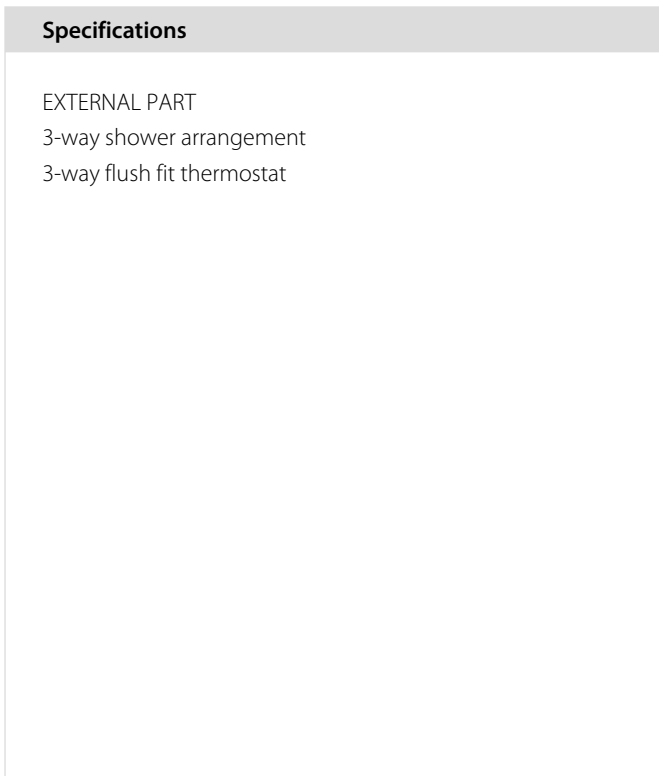 Specifications
EXTERNAL PART
3-way shower arrangement
3-way flush fit thermostat